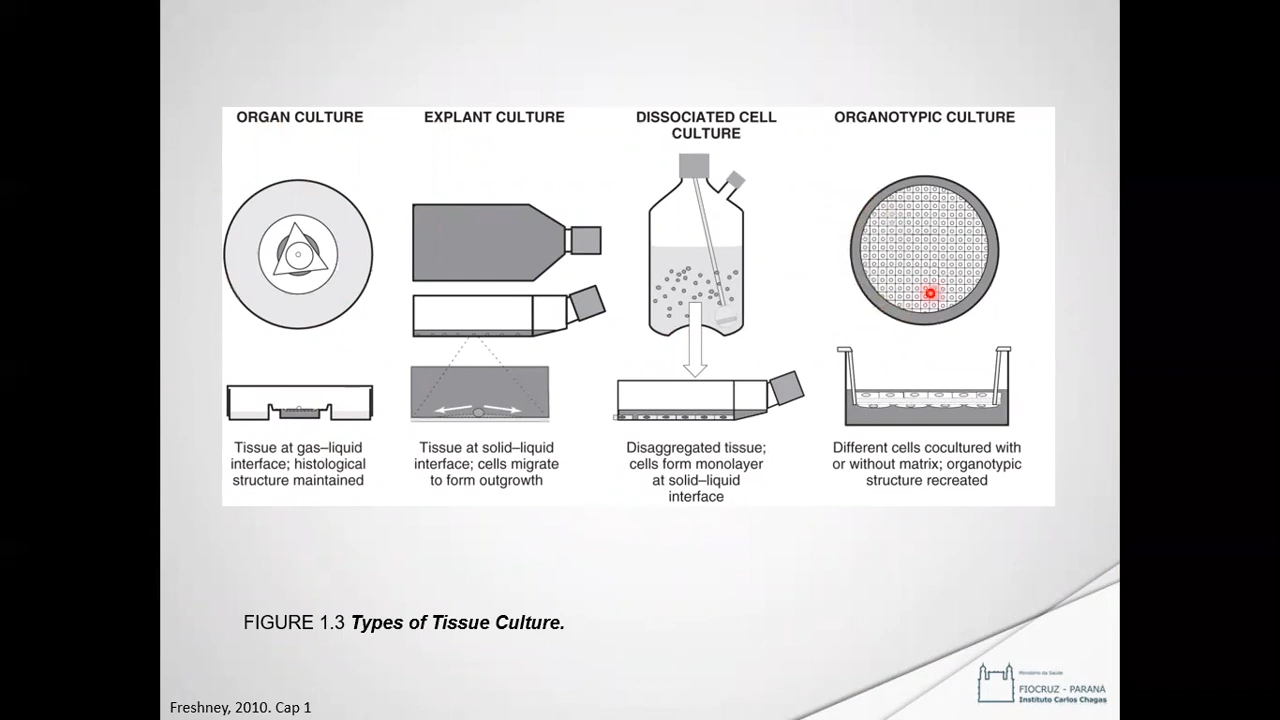 ORGAN CULTURE
Tissue at gas–liquid
interface; histological
structure maintained
EXPLANT CULTURE
Tissue at solid–liquid
interface; cells migrate
to form outgrowth
DISSOCIATED CELL
CULTURE
Disaggregated tissue;
cells form monolayer
at solid–liquid
interface
ORGANOTYPIC CULTURE
Different cells cocultured with
or without matrix; organotypic
structure recreated
FIGURE 1.3 Types of Tissue Culture.
Freshney, 2010. Cap 1
Ministério da Saúde
FIOCRUZ - PARANÁ
Instituto Carlos Chagas